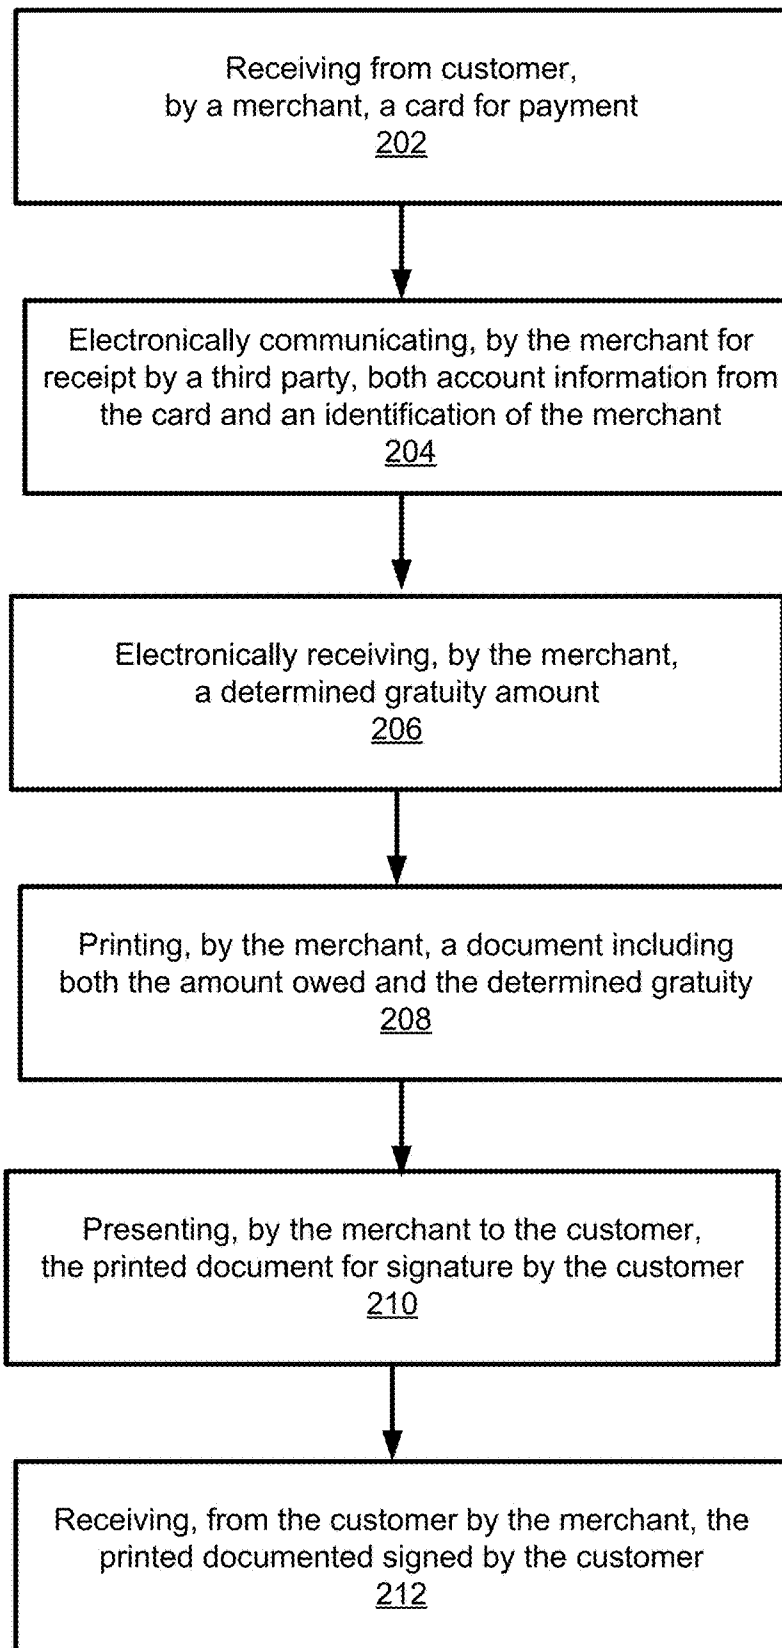 Receiving from customer,
by a merchant, a card for payment
202
Electronically communicating, by the merchant for
receipt by a third party, both account information from
the card and an identification of the merchant
204
Electronically receiving, by the merchant,
a determined gratuity amount
206
Printing, by the merchant, a document including
both the amount owed and the determined gratuity
208
Presenting, by the merchant to the customer,
the printed document for signature by the customer
210
Receiving, from the customer by the merchant, the
printed documented signed by the customer
212